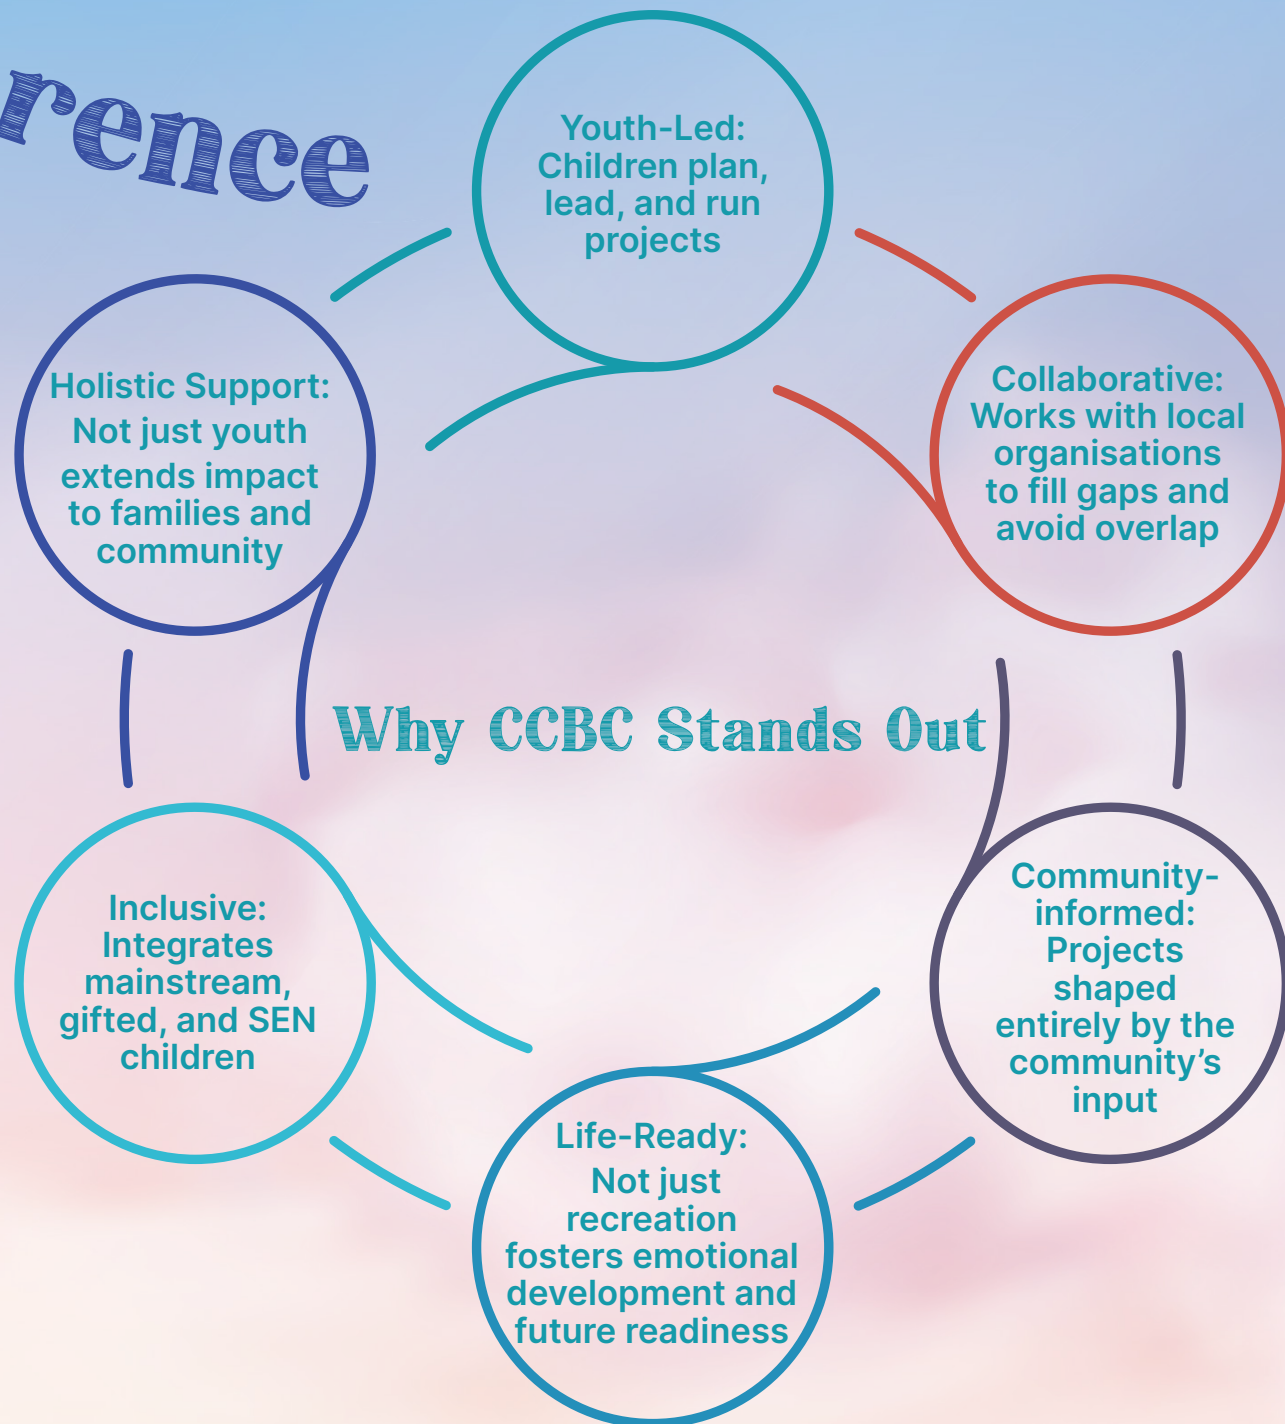 rence
Youth-Led:
Children plan,
lead, and run
projects
Collaborative:
Works with local
organisations
to fill gaps and
avoid overlap
Holistic Support:
Not just youth
extends impact
to families and
community
Why CCBC Stands Out
Community-
informed:
Projects
shaped
entirely by the
community’s
input
Inclusive:
Integrates
mainstream,
gifted, and SEN
children
Life-Ready:
Not just
recreation
fosters emotional
development and
future readiness